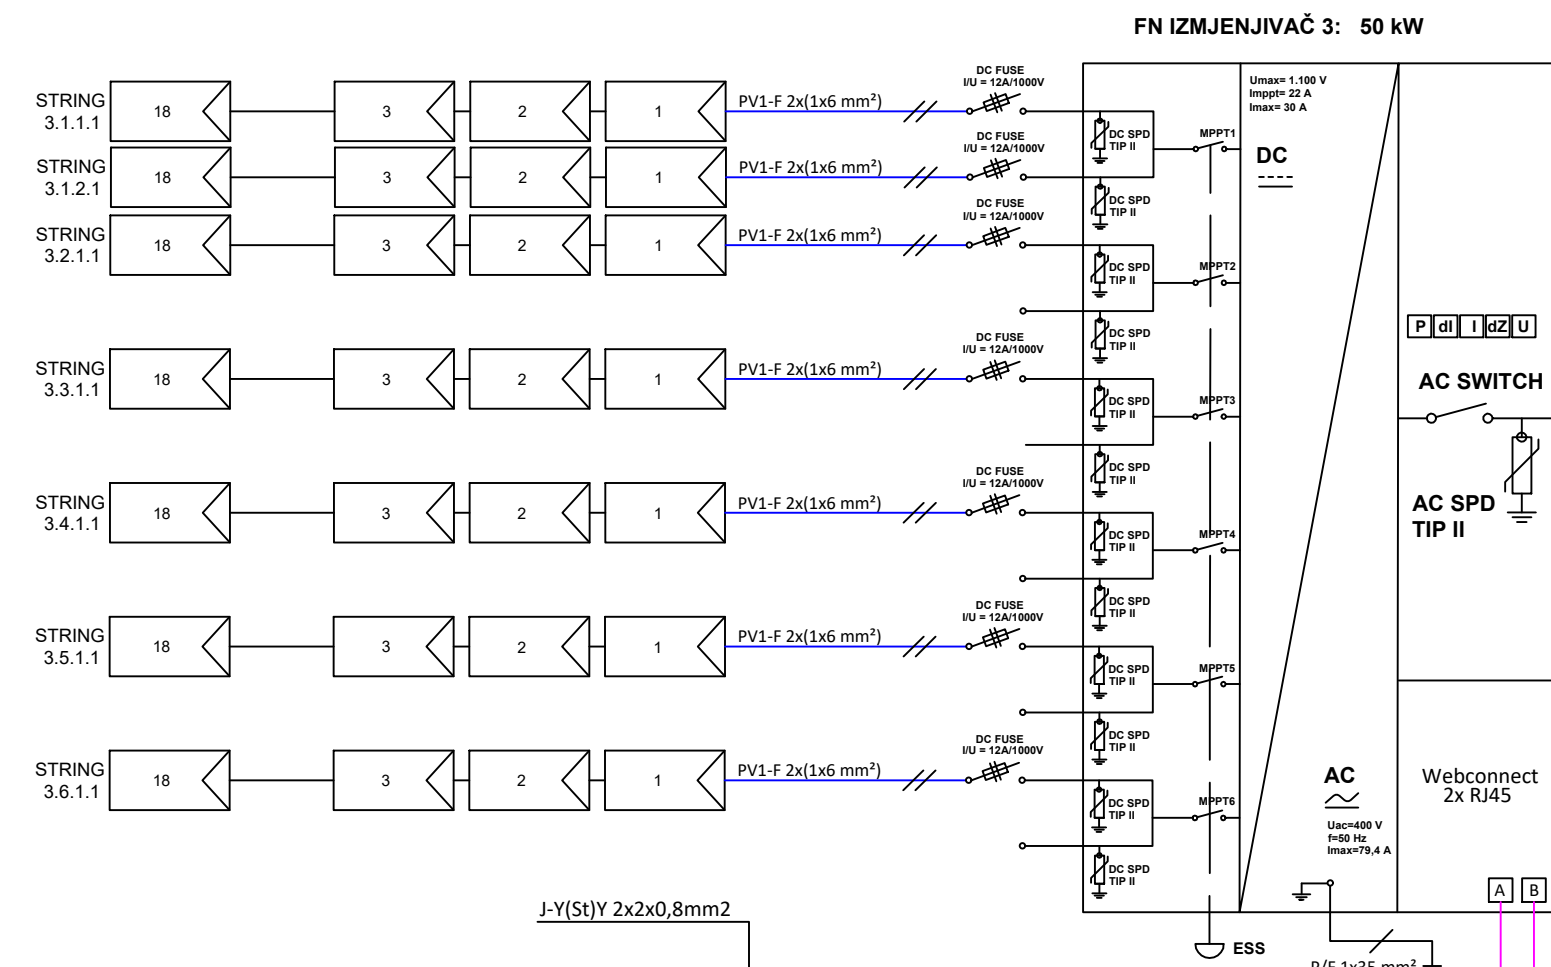 FN IZMJENJIVAČ 3: 50 kW
STRING
3.1.1.1
18
3
2
1
PV1-F 2x(1x6 mm²)
DC FUSE
I/U = 12A/1000V
DC SPD
TIP II
MPPT1
STRING
3.1.2.1
18
3
2
1
PV1-F 2x(1x6 mm²)
DC FUSE
I/U = 12A/1000V
DC SPD
TIP II
STRING
3.2.1.1
18
3
2
1
PV1-F 2x(1x6 mm²)
DC FUSE
I/U = 12A/1000V
DC SPD
TIP II
MPPT2
DC SPD
TIP II
STRING
3.3.1.1
18
3
2
1
PV1-F 2x(1x6 mm²)
DC FUSE
I/U = 12A/1000V
DC SPD
TIP II
MPPT3
DC SPD
TIP II
STRING
3.4.1.1
18
3
2
1
PV1-F 2x(1x6 mm²)
DC FUSE
I/U = 12A/1000V
DC SPD
TIP II
MPPT4
DC SPD
TIP II
STRING
3.5.1.1
18
3
2
1
PV1-F 2x(1x6 mm²)
DC FUSE
I/U = 12A/1000V
DC SPD
TIP II
MPPT5
DC SPD
TIP II
STRING
3.6.1.1
18
3
2
1
PV1-F 2x(1x6 mm²)
DC FUSE
I/U = 12A/1000V
DC SPD
TIP II
MPPT6
DC SPD
TIP II
Umax= 1.100 V
Imppt= 22 A
Imax= 30 A
DC
P dI I dZ U
AC SWITCH
AC SPD
TIP II
AC
Uac=400 V
f=50 Hz
Imax=79,4 A
Webconnect
2x RJ45
A B
J-Y(St)Y 2x2x0,8mm2
ESS
P/F 1x35 mm²